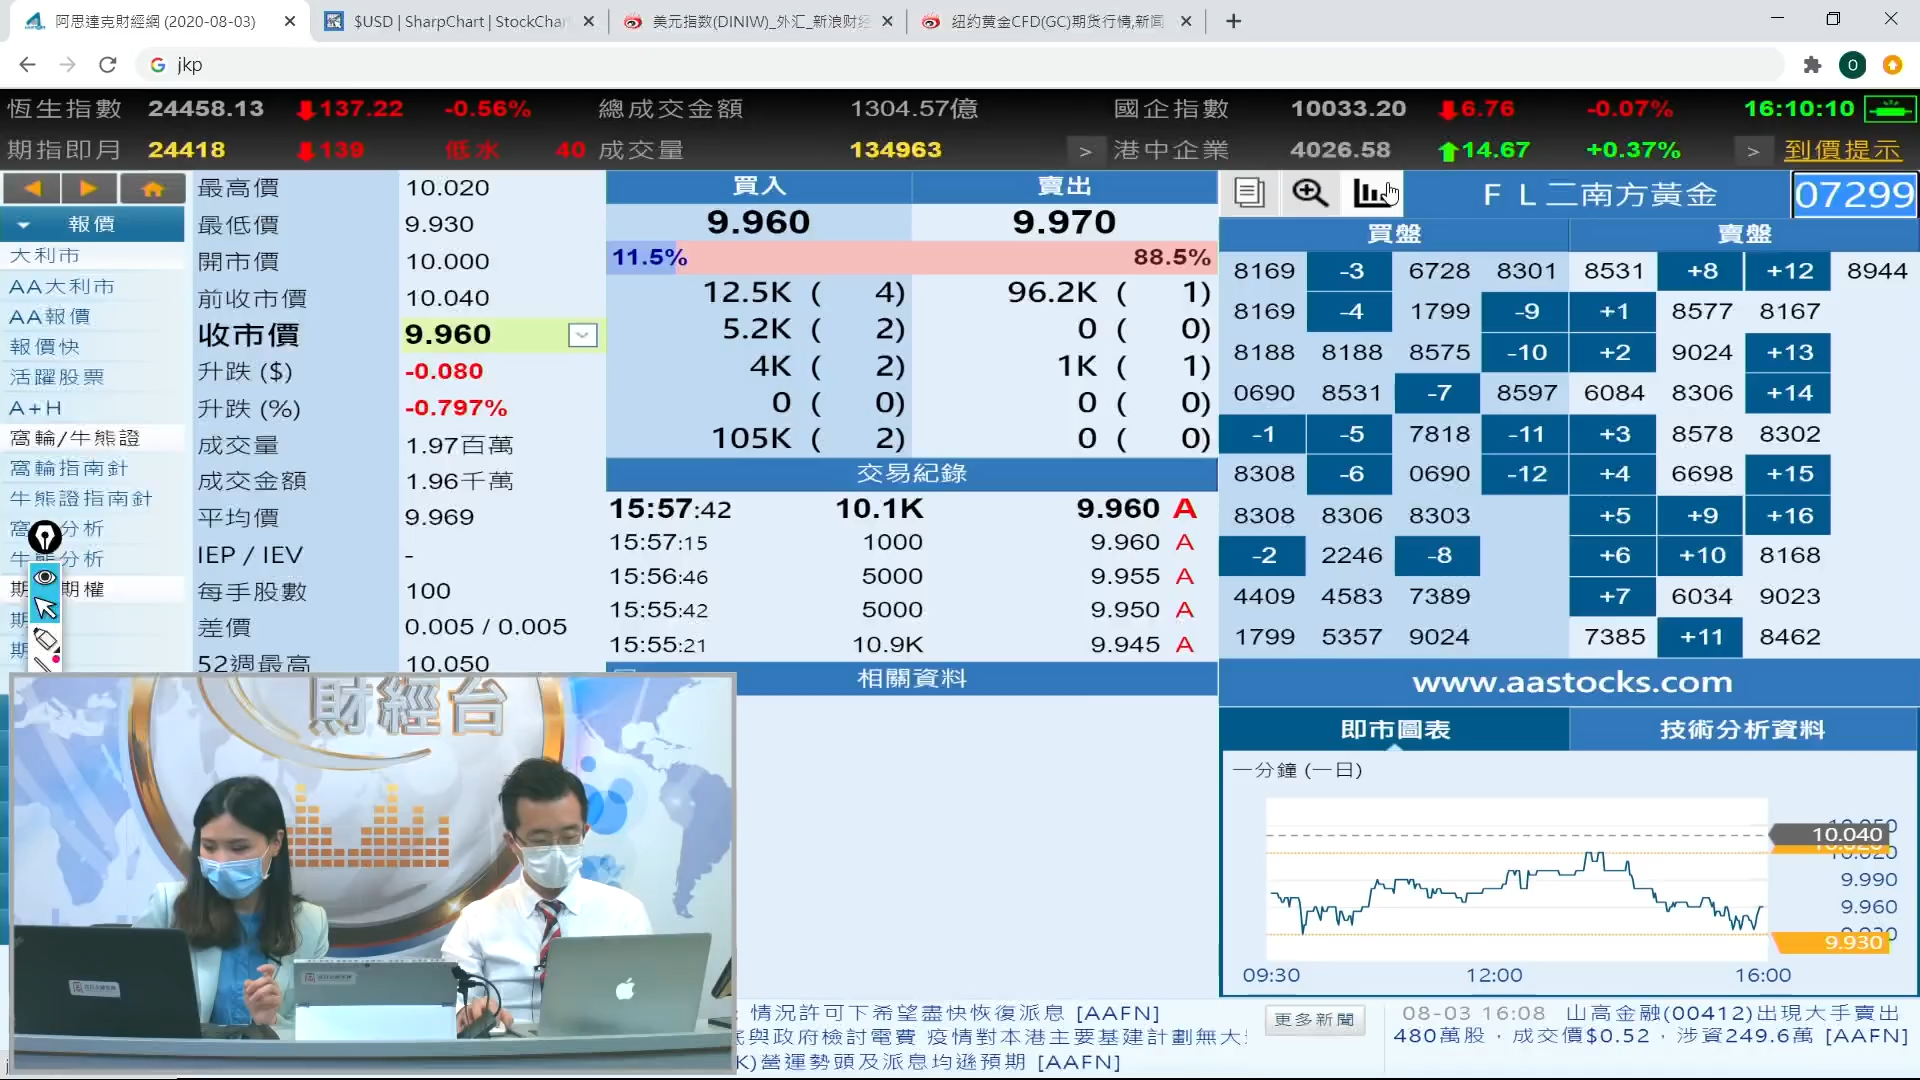 阿思達克財經網 (2020-08-03)
$USD | SharpChart | StockChar
美元指数(DINIW)_外汇_新浪财经
纽约黄金CFD(GC)期货行情,新闻
jkp
恆生指數 24458.13 137.22 -0.56% 總成交金額 1304.57億 國企指數 10033.20 6.76 -0.07% 16:10:10
期指即月 24418 139 低水 40 成交量 134963 > 港中企業 4026.58 14.67 +0.37% > 到價提示
報價
大利市
AA大利市
AA報價
報價快
活躍股票
A+H
窩輪/牛熊證
窩輪指南針
牛熊證指南針
分析
分析
期權
最高價 10.020
最低價 9.930
開市價 10.000
前收市價 10.040
收市價 9.960
升跌 ($) -0.080
升跌 (%) -0.797%
成交量 1.97百萬
成交金額 1.96千萬
平均價 9.969
IEP / IEV -
每手股數 100
差價 0.005 / 0.005
52週最高 10.050
買入 賣出
9.960 9.970
11.5% 88.5%
12.5K ( 4) 96.2K ( 1)
5.2K ( 2) 0 ( 0)
4K ( 2) 1K ( 1)
0 ( 0) 0 ( 0)
105K ( 2) 0 ( 0)
交易紀錄
15:57:42 10.1K 9.960 A
15:57:15 1000 9.960 A
15:56:46 5000 9.955 A
15:55:42 5000 9.950 A
15:55:21 10.9K 9.945 A
相關資料
F L二南方黃金 07299
買盤 賣盤
8169 -3 6728 8301 8531 +8 +12 8944
8169 -4 1799 -9 +1 8577 8167
8188 8188 8575 -10 +2 9024 +13
0690 8531 -7 8597 6084 8306 +14
-1 -5 7818 -11 +3 8578 8302
8308 -6 0690 -12 +4 6698 +15
8308 8306 8303 +5 +9 +16
-2 2246 -8 +6 +10 8168
4409 4583 7389 +7 6034 9023
1799 5357 9024 7385 +11 8462
www.aastocks.com
即市圖表 技術分析資料
一分鐘 (一日)
10.040
9.990
9.960
9.930
09:30 12:00 16:00
財經台
情況許可下希望盡快恢復派息 [AAFN]
與政府檢討電費 疫情對本港主要基建計劃無大
K)營運勢頭及派息均遜預期 [AAFN]
更多新聞
08-03 16:08 山高金融(00412)出現大手賣出
480萬股，成交價$0.52，涉資249.6萬 [AAFN]